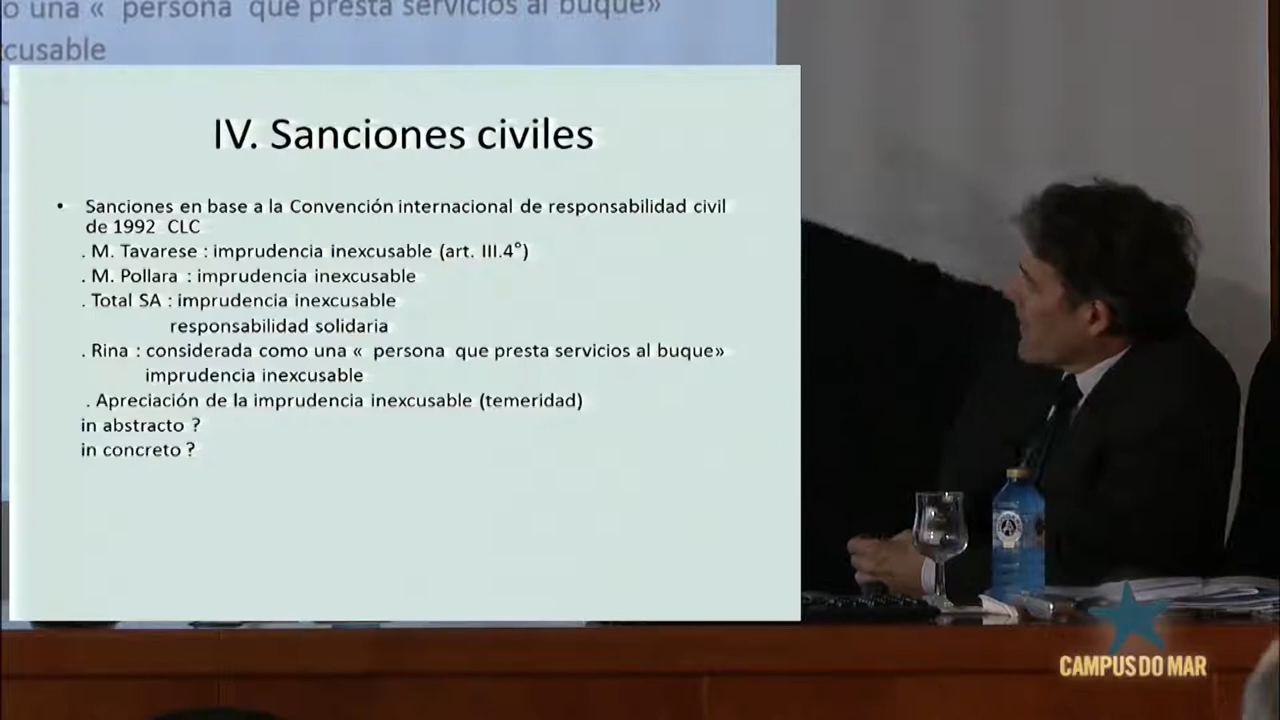 o una « persona que presta servicios al buque»
cusable
IV. Sanciones civiles
• Sanciones en base a la Convención internacional de responsabilidad civil
de 1992 CLC
. M. Tavarese : imprudencia inexcusable (art. III.4°)
. M. Pollara : imprudencia inexcusable
. Total SA : imprudencia inexcusable
responsabilidad solidaria
. Rina : considerada como una « persona que presta servicios al buque»
imprudencia inexcusable
. Apreciación de la imprudencia inexcusable (temeridad)
in abstracto ?
in concreto ?
CAMPUS DO MAR